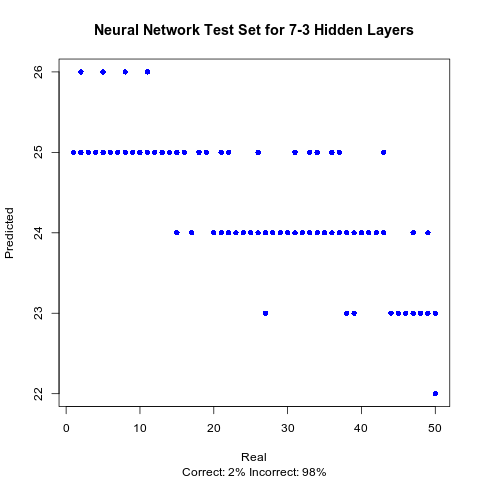 Neural Network Test Set for 7-3 Hidden Layers
Predicted
26
25
24
23
22
0 10 20 30 40 50
Real
Correct: 2% Incorrect: 98%